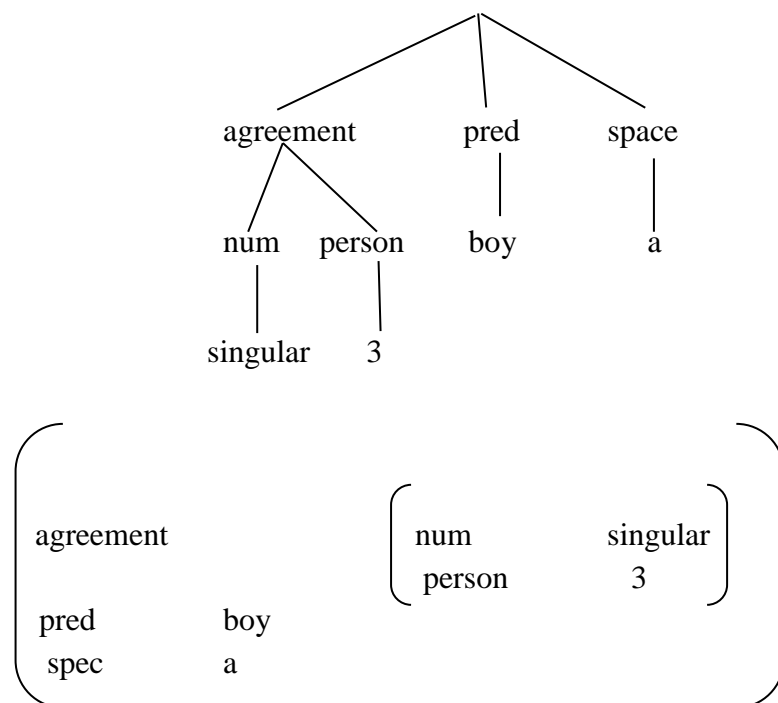 agreement pred space
num person boy a
singular 3
agreement num singular
person 3
pred boy
spec a